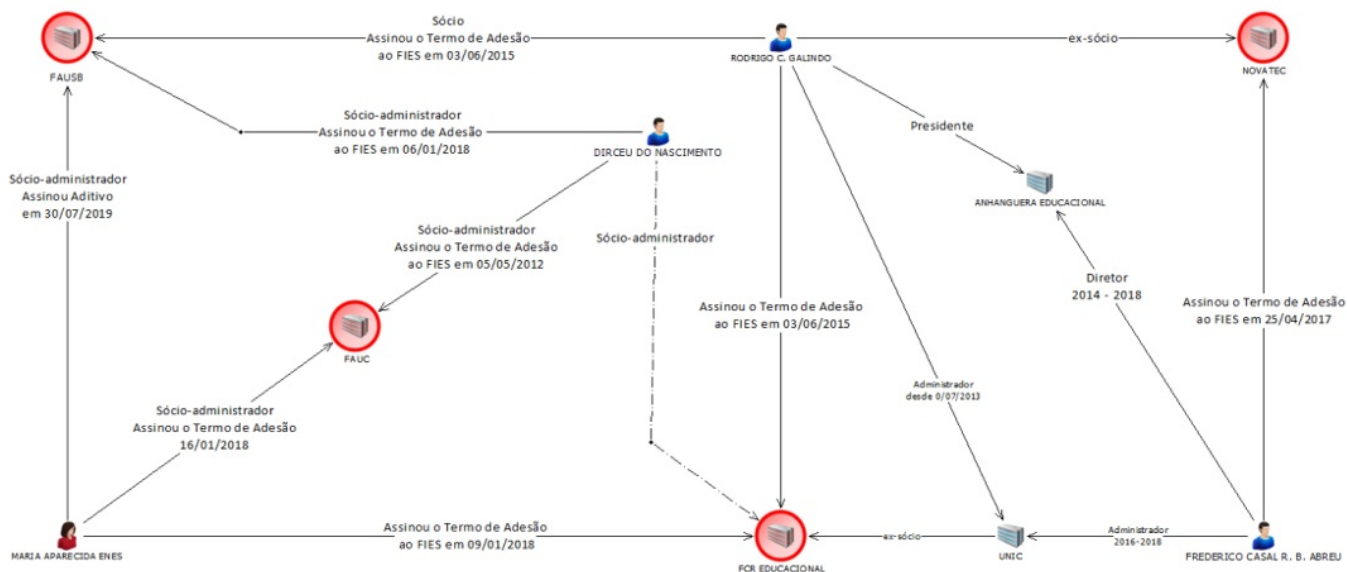 Sócio
Assinou o Termo de Adesão
ao FIES em 03/06/2015
FAUSB
RODRIGO C. GALINDO
ex-sócio
NOVATEC
Sócio-administrador
Assinou o Termo de Adesão
ao FIES em 06/01/2018
DIRCEU DO NASCIMENTO
Presidente
ANHANGUERA EDUCACIONAL
Sócio-administrador
Assinou Aditivo
em 30/07/2019
Sócio-administrador
Assinou o Termo de Adesão
ao FIES em 05/05/2012
Sócio-administrador
Diretor
2014 - 2018
Assinou o Termo de Adesão
ao FIES em 03/06/2015
Assinou o Termo de Adesão
ao FIES em 25/04/2017
FAUC
Administrador
desde 0/07/2013
Sócio-administrador
Assinou o Termo de Adesão
16/01/2018
MARIA APARECIDA ENES
Assinou o Termo de Adesão
ao FIES em 09/01/2018
FCR EDUCACIONAL
ex-sócio
UNIC
Administrador
2016-2018
FREDERICO CASAL R. B. ABREU